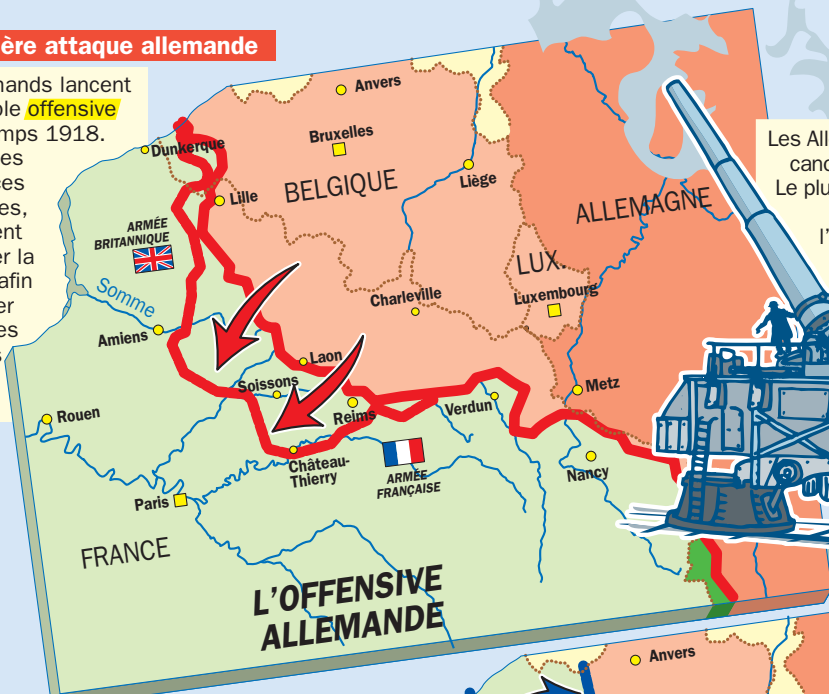 ère attaque allemande
mands lancent
ble offensive
mps 1918.
es
ces
es,
ent
er la
afin
er
es
s
Les All
cano
Le plu
l'
Anvers
Dunkerque
Bruxelles
Lille
BELGIQUE
Liège
ALLEMAGNE
ARMÉE
BRITANNIQUE
LUX.
Somme
Charleville
Luxembourg
Amiens
Laon
Soissons
Metz
Rouen
Reims
Verdun
Château-
Thierry
ARMÉE
FRANÇAISE
Nancy
Paris
FRANCE
L'OFFENSIVE
ALLEMANDE
Anvers